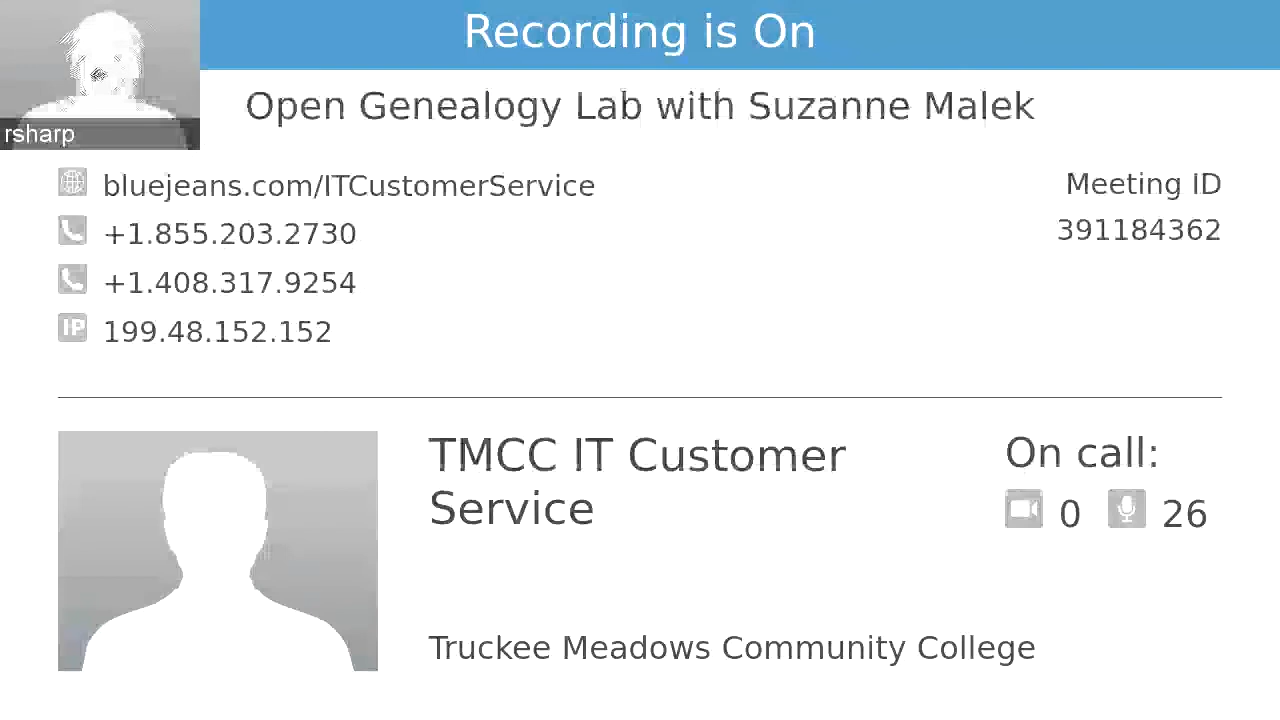 Recording is On
rsharp
Open Genealogy Lab with Suzanne Malek
bluejeans.com/ITCustomerService
+1.855.203.2730
+1.408.317.9254
IP 199.48.152.152
Meeting ID
391184362
TMCC IT Customer
Service
On call:
0 26
Truckee Meadows Community College